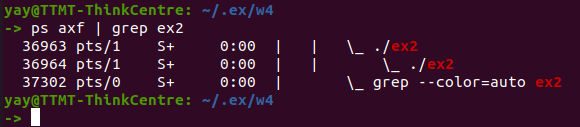 yay@TTMT-ThinkCentre: ~/.ex/w4
-> ps axf | grep ex2
  36963 pts/1    S+     0:00  |   |   \_ ./ex2
  36964 pts/1    S+     0:00  |   |       \_ ./ex2
  37302 pts/0    S+     0:00  |       \_ grep --color=auto ex2
yay@TTMT-ThinkCentre: ~/.ex/w4
->